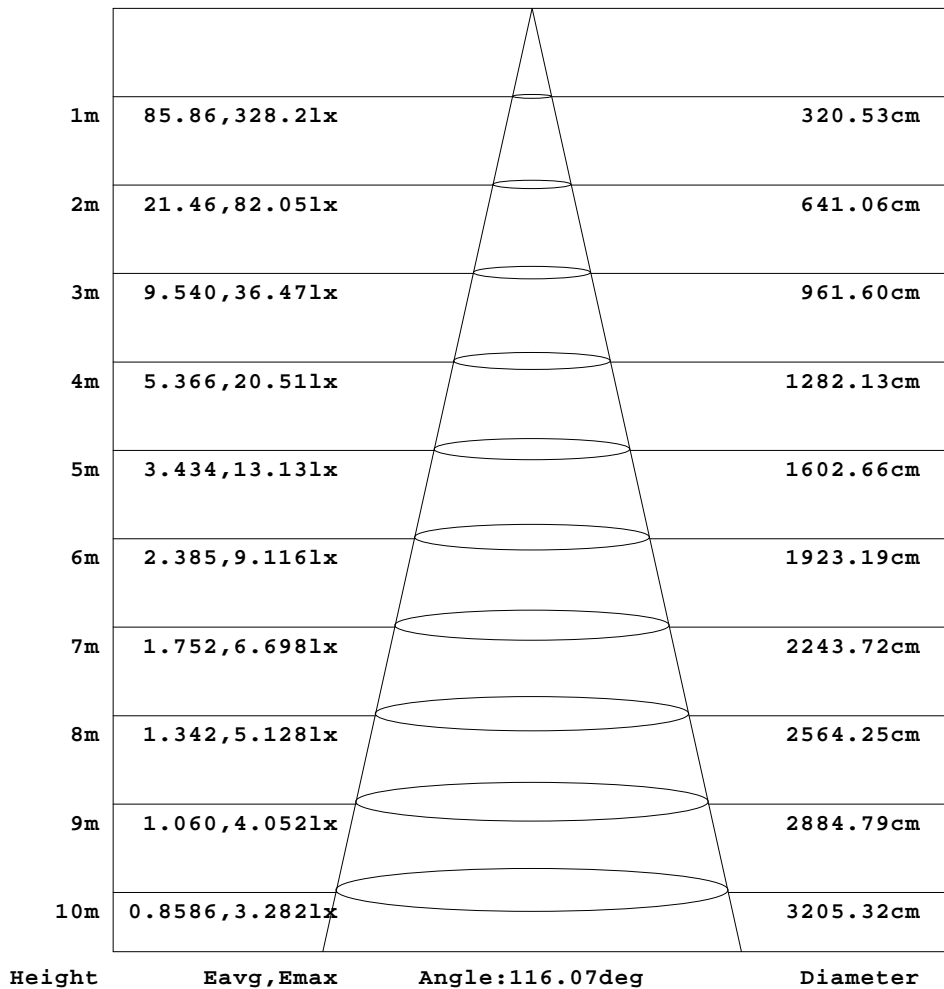 1m 85.86,328.2lx 320.53cm
2m 21.46,82.05lx 641.06cm
3m 9.540,36.47lx 961.60cm
4m 5.366,20.51lx 1282.13cm
5m 3.434,13.13lx 1602.66cm
6m 2.385,9.116lx 1923.19cm
7m 1.752,6.698lx 2243.72cm
8m 1.342,5.128lx 2564.25cm
9m 1.060,4.052lx 2884.79cm
10m 0.8586,3.282lx 3205.32cm
Height Eavg,Emax Angle:116.07deg Diameter